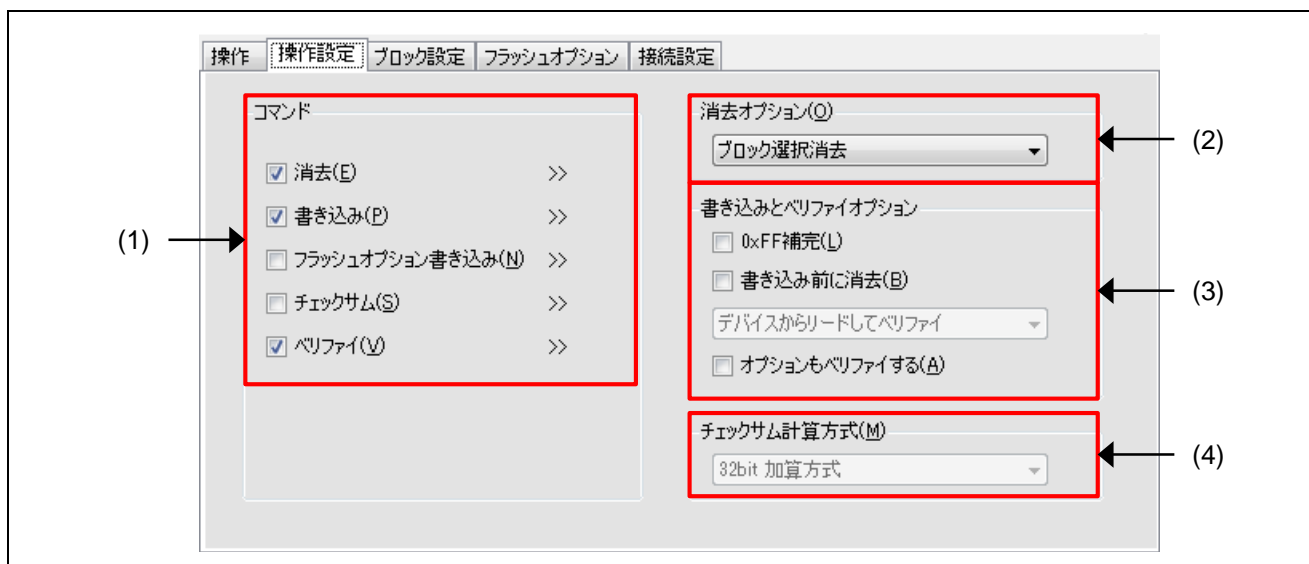 操作 操作設定 ブロック設定 フラッシュオプション 接続設定
コマンド
消去(E) >>
書き込み(P) >>
フラッシュオプション書き込み(N) >>
チェックサム(S) >>
ベリファイ(V) >>
(1)
消去オプション(O)
ブロック選択消去
(2)
書き込みとベリファイオプション
0xFF補完(L)
書き込み前に消去(B)
デバイスからリードしてベリファイ
オプションもベリファイする(A)
(3)
チェックサム計算方式(M)
32bit 加算方式
(4)